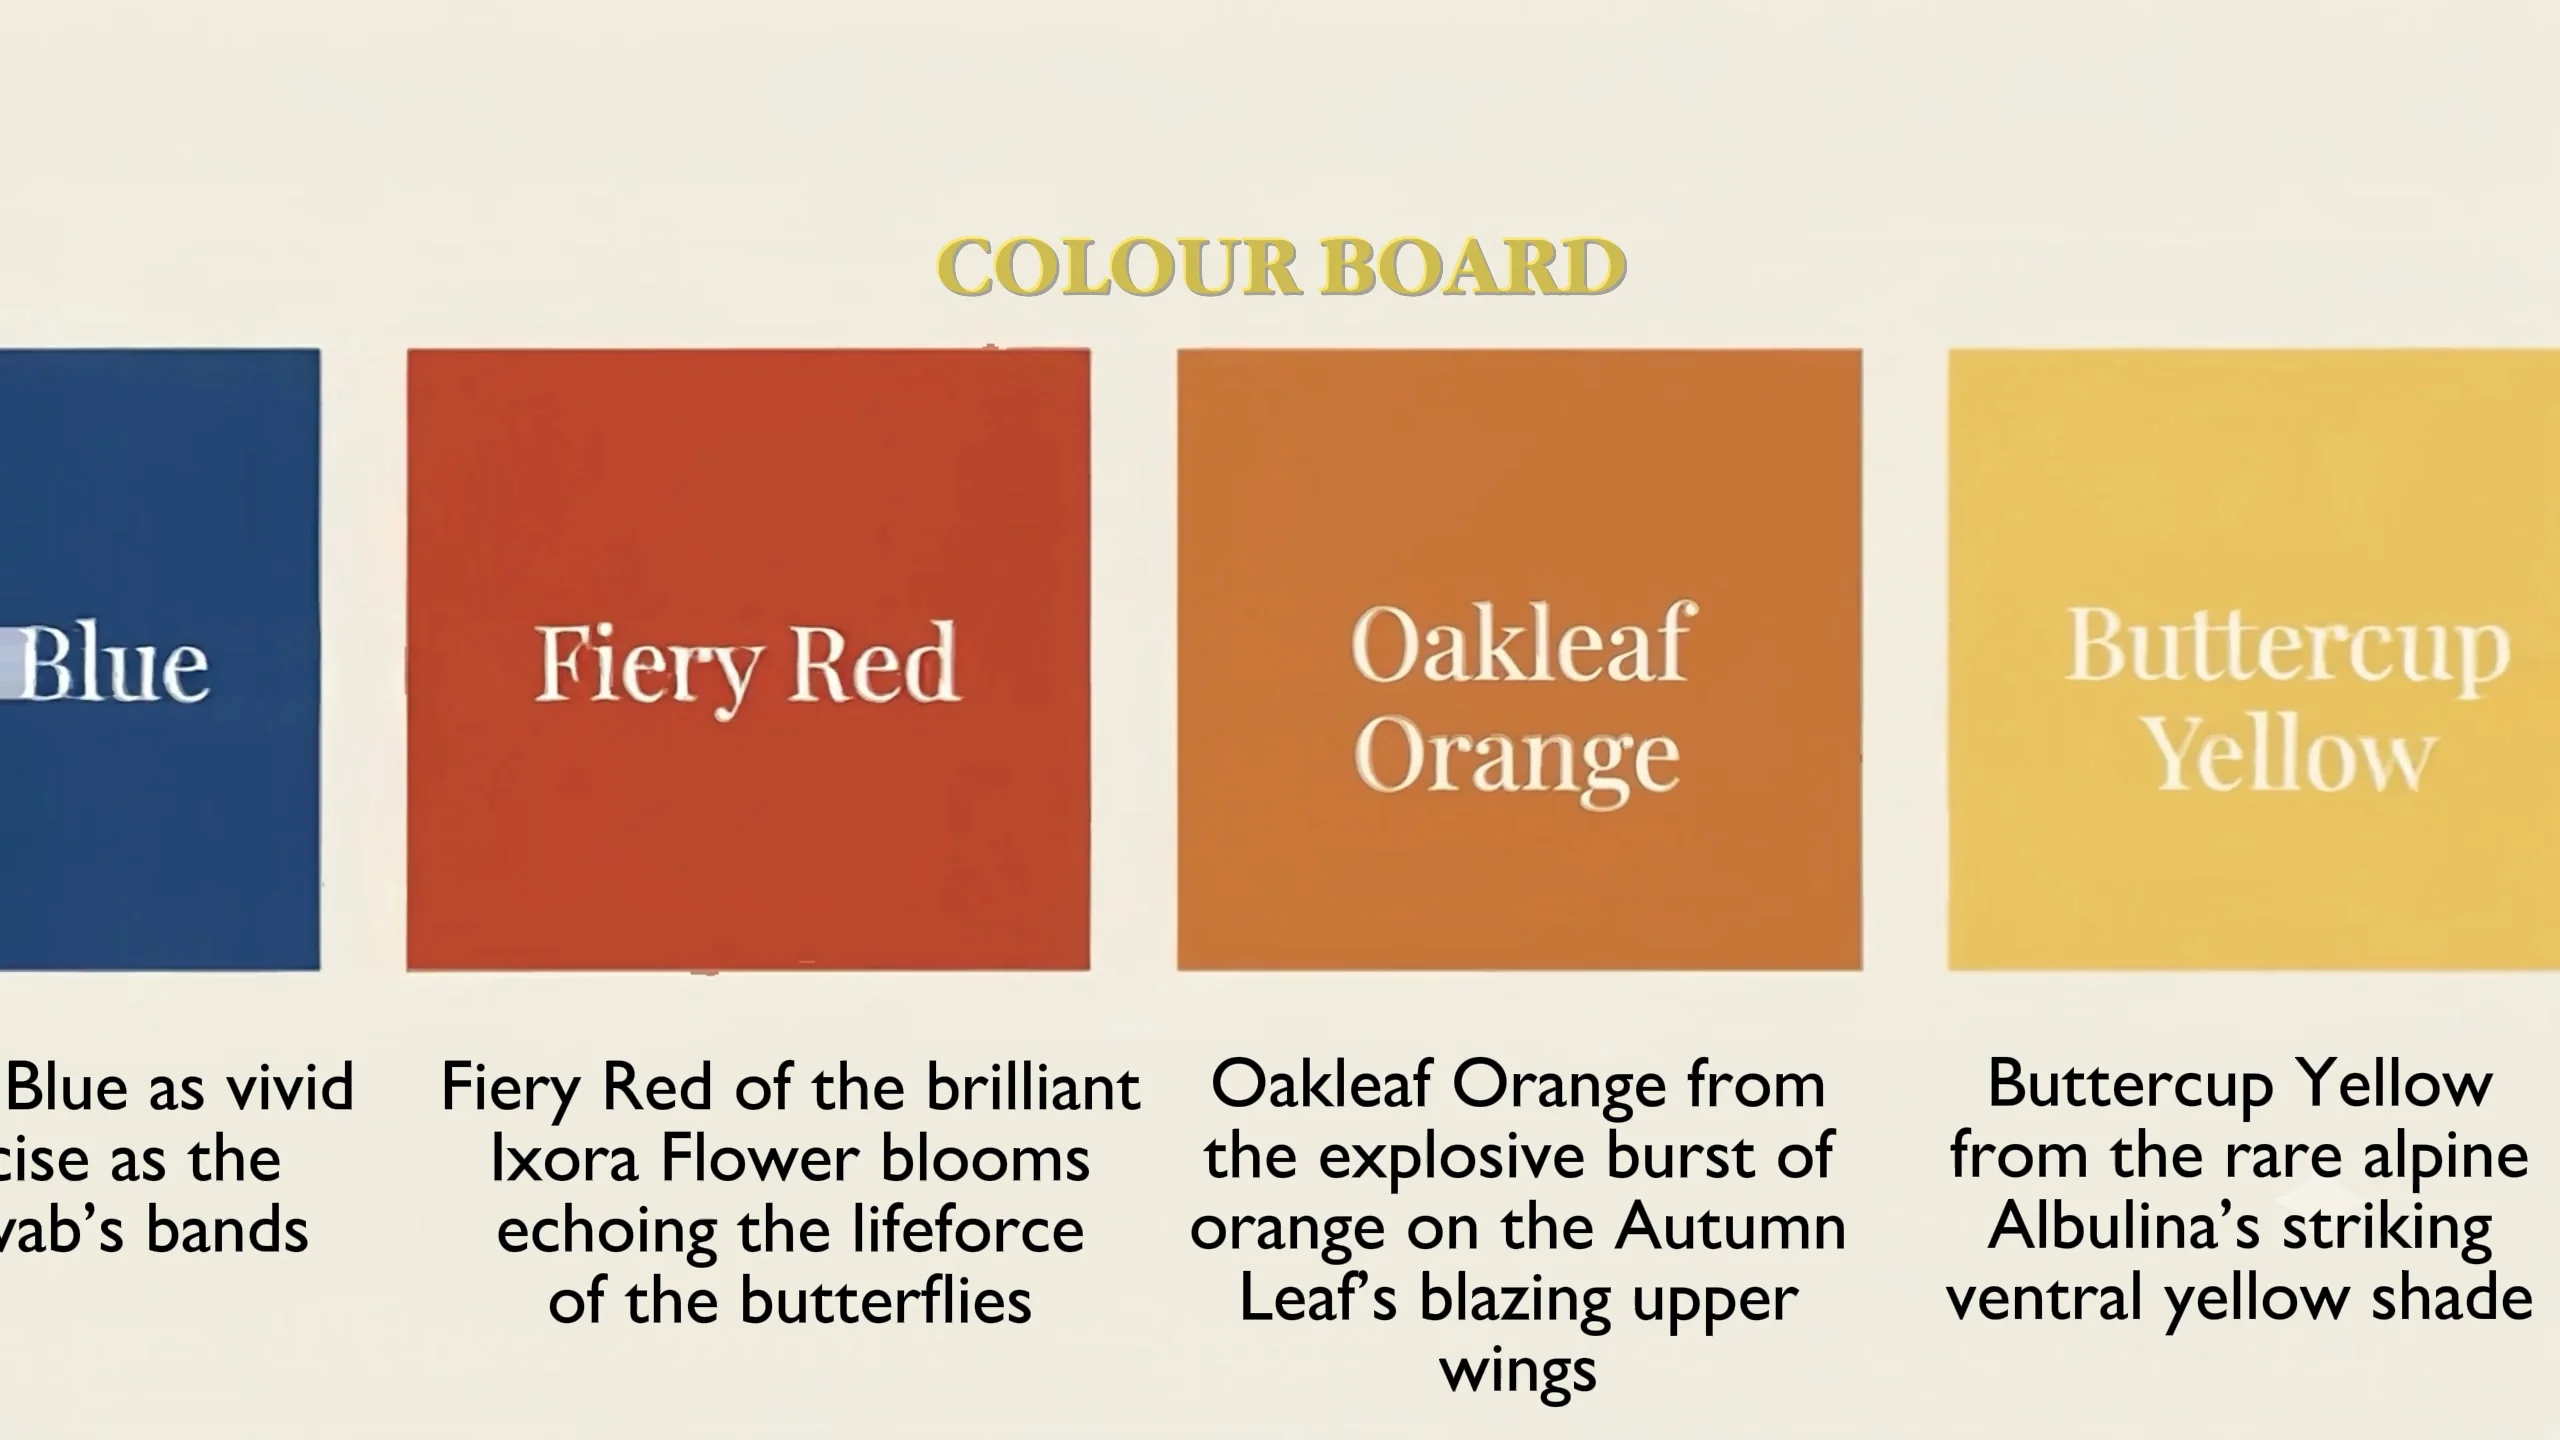 COLOUR BOARD
Blue
Fiery Red
Oakleaf
Orange
Buttercup
Yellow
Blue as vivid
as the
bands
Fiery Red of the brilliant
Ixora Flower blooms
echoing the lifeforce
of the butterflies
Oakleaf Orange from
the explosive burst of
orange on the Autumn
Leaf’s blazing upper
wings
Buttercup Yellow
from the rare alpine
Albulina’s striking
ventral yellow shade